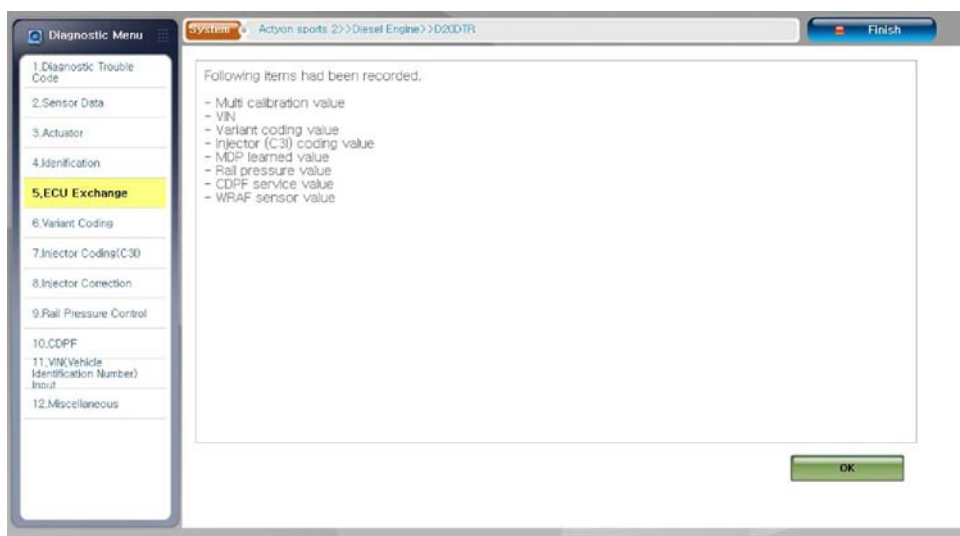 Diagnostic Menu
System
Actyon sports 2>>Diesel Engine>>D20DTR
Finish
1.Diagnostic Trouble
Code
2.Sensor Data
3.Actuator
4.Idenification
5.ECU Exchange
6.Variant Coding
7.Injector Coding(C3I)
8.Injector Correction
9.Rail Pressure Control
10.CDPF
11.VIN(Vehicle
Identification Number)
Input
12.Miscellaneous
Following items had been recorded.
- Multi calibration value
- VIN
- Variant coding value
- Injector (C3I) coding value
- MDP learned value
- Rail pressure value
- CDPF service value
- WRAF sensor value
OK